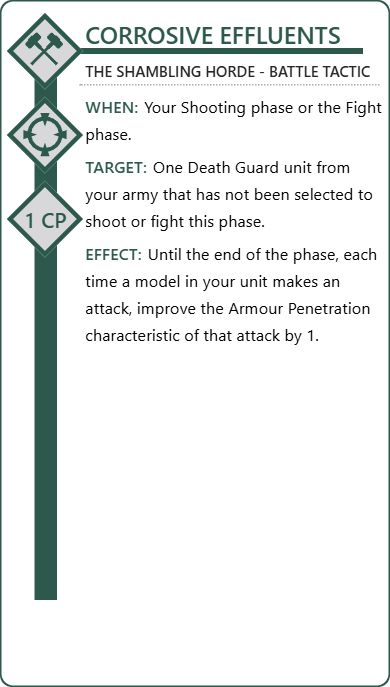 CORROSIVE EFFLUENTS
THE SHAMBLING HORDE - BATTLE TACTIC
WHEN: Your Shooting phase or the Fight
phase.
TARGET: One Death Guard unit from
your army that has not been selected to
shoot or fight this phase.
1 CP
EFFECT: Until the end of the phase, each
time a model in your unit makes an
attack, improve the Armour Penetration
characteristic of that attack by 1.